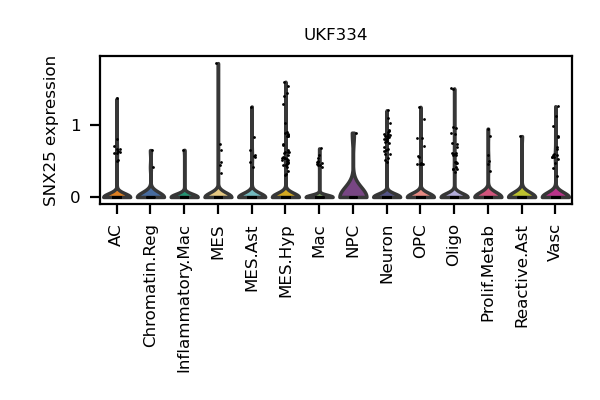 UKF334
SNX25 expression
1
0
AC
Chromatin.Reg
Inflammatory.Mac
MES
MES.Ast
MES.Hyp
Mac
NPC
Neuron
OPC
Oligo
Prolif.Metab
Reactive.Ast
Vasc